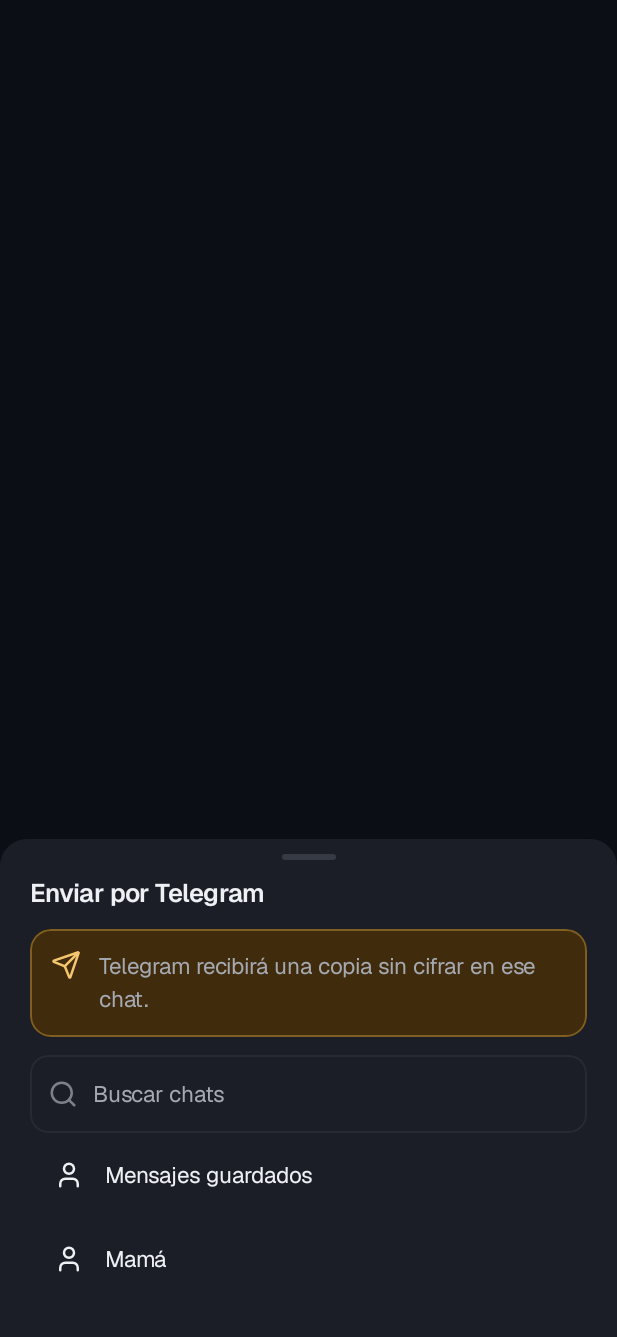 Enviar por Telegram
Telegram recibirá una copia sin cifrar en ese
chat.
Buscar chats
Mensajes guardados
Mamá